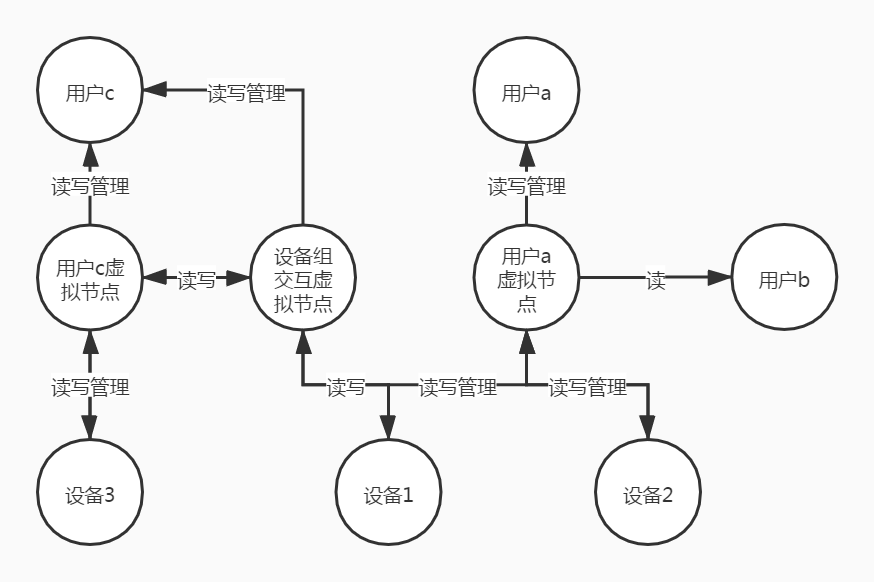 用户c
读写管理
用户a
读写管理
读写管理
用户c虚
拟节点
读写
设备组
交互虚
拟节点
用户a
虚拟节
点
读
用户b
读写管理
读写
读写管理
读写管理
设备3
设备1
设备2